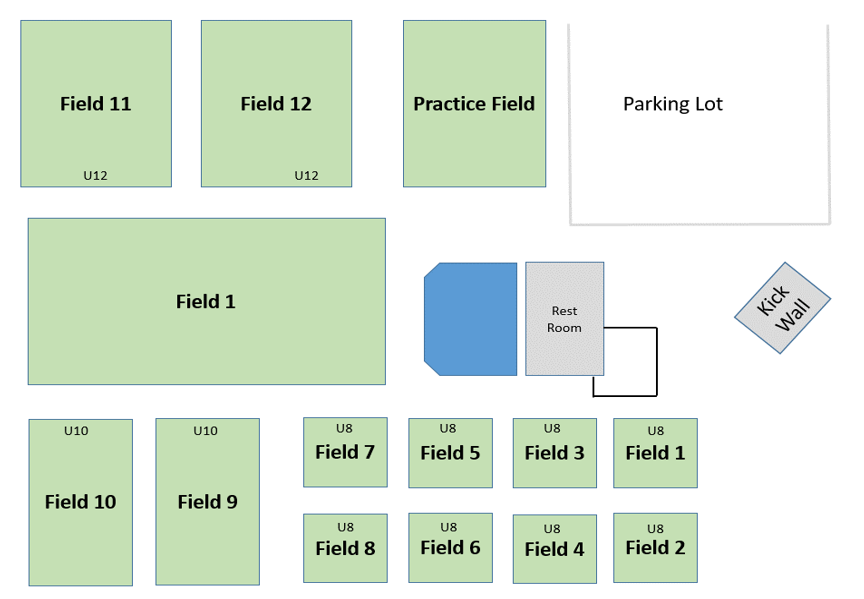 Field 11
U12
Field 12
U12
Practice Field
Parking Lot
Field 1
Rest
Room
Kick
Wall
U10
Field 10
U10
Field 9
U8
Field 7
U8
Field 5
U8
Field 3
U8
Field 1
U8
Field 8
U8
Field 6
U8
Field 4
U8
Field 2